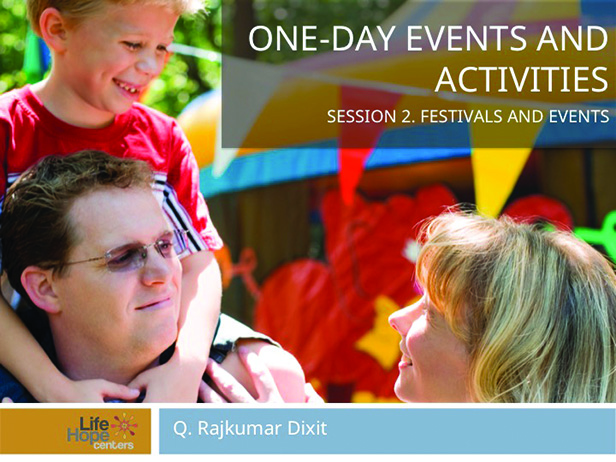 ONE-DAY EVENTS AND
ACTIVITIES
SESSION 2. FESTIVALS AND EVENTS
Life
Hope
centers
Q. Rajkumar Dixit